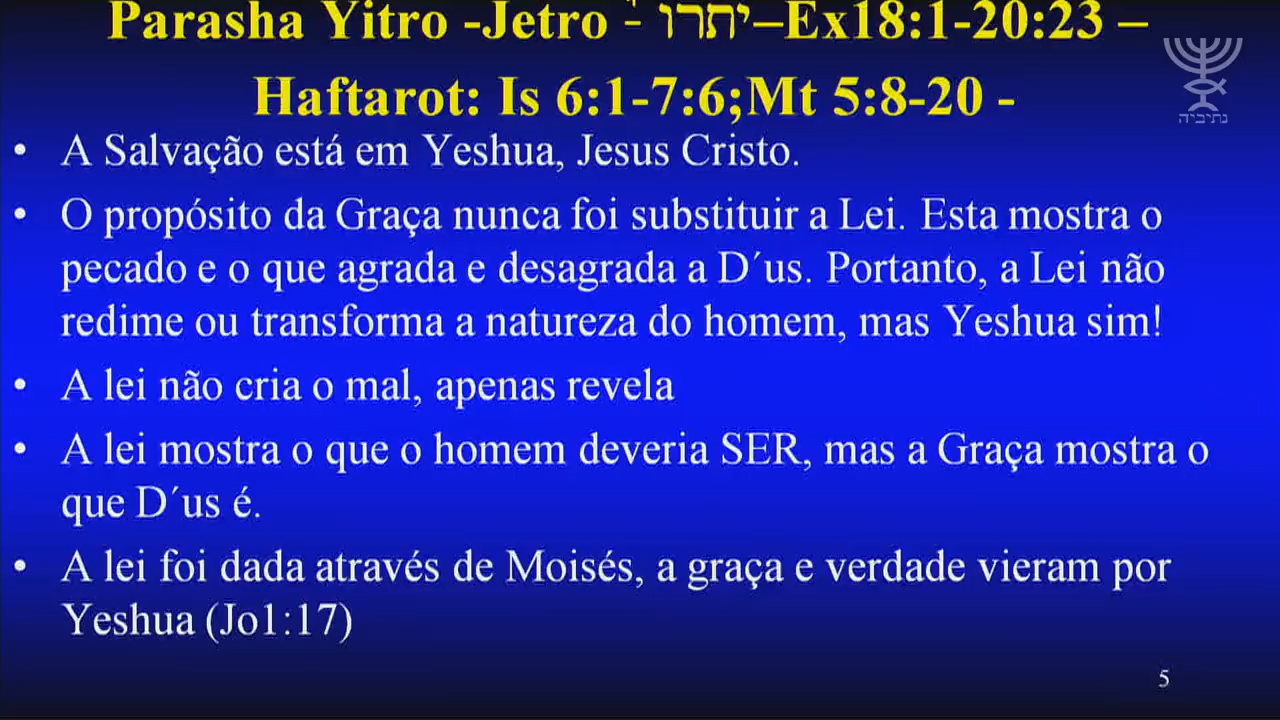 Parasha Yitro -Jetro - יתרו –Ex18:1-20:23 –
Haftarot: Is 6:1-7:6;Mt 5:8-20 -
נתיביה
• A Salvação está em Yeshua, Jesus Cristo.
• O propósito da Graça nunca foi substituir a Lei. Esta mostra o
pecado e o que agrada e desagrada a D´us. Portanto, a Lei não
redime ou transforma a natureza do homem, mas Yeshua sim!
• A lei não cria o mal, apenas revela
• A lei mostra o que o homem deveria SER, mas a Graça mostra o
que D´us é.
• A lei foi dada através de Moisés, a graça e verdade vieram por
Yeshua (Jo1:17)
5